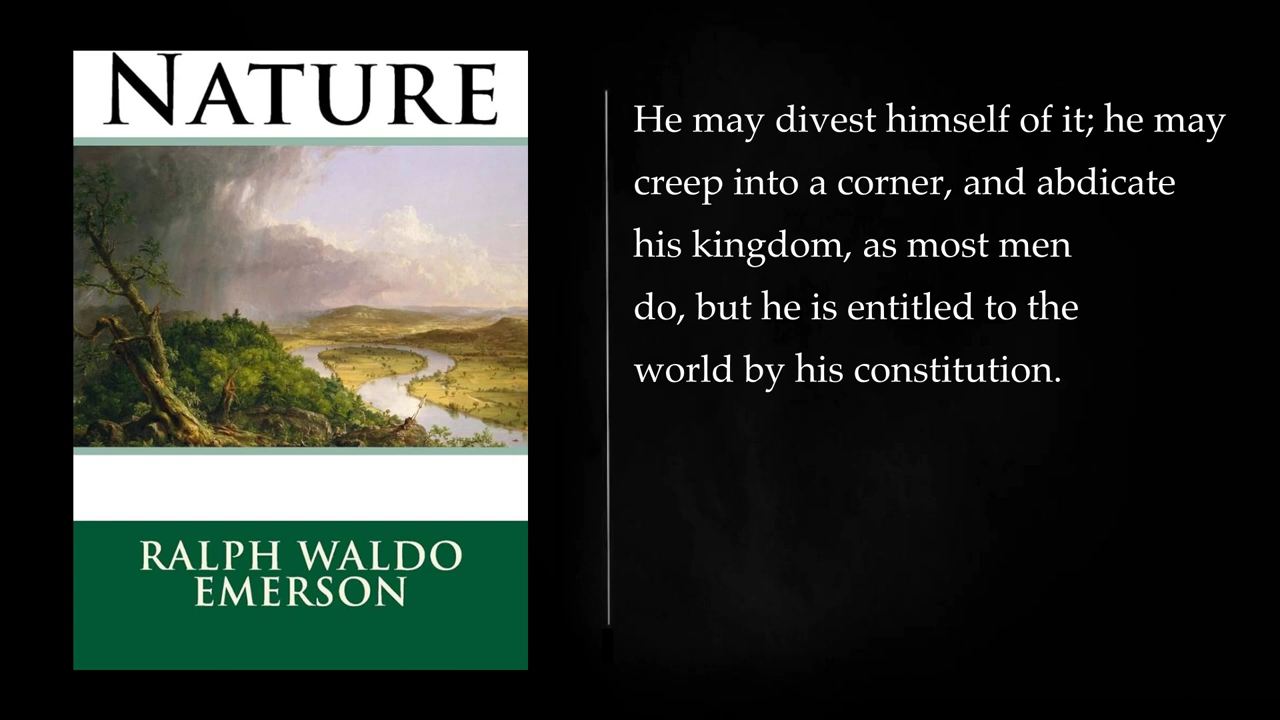 NATURE
RALPH WALDO
EMERSON
He may divest himself of it; he may
creep into a corner, and abdicate
his kingdom, as most men
do, but he is entitled to the
world by his constitution.